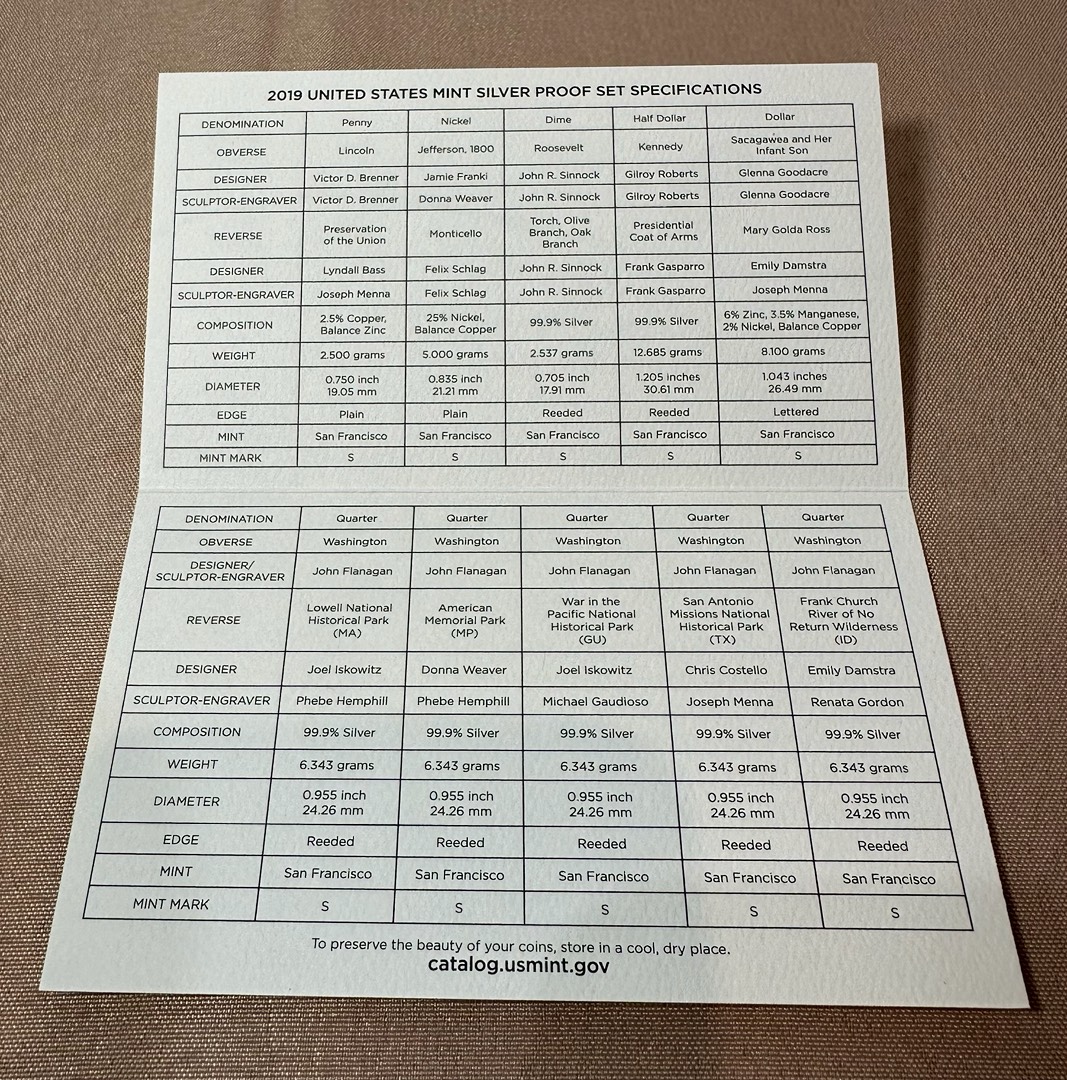 2019 UNITED STATES MINT SILVER PROOF SET SPECIFICATIONS
DENOMINATION Penny Nickel Dime Half Dollar Dollar
OBVERSE Lincoln Jefferson, 1800 Roosevelt Kennedy Sacagawea and Her
Infant Son
DESIGNER Victor D. Brenner Jamie Franki John R. Sinnock Gilroy Roberts Glenna Goodacre
SCULPTOR-ENGRAVER Victor D. Brenner Donna Weaver John R. Sinnock Gilroy Roberts Glenna Goodacre
REVERSE Preservation
of the Union Monticello Torch, Olive
Branch, Oak
Branch Presidential
Coat of Arms Mary Golda Ross
DESIGNER Lyndall Bass Felix Schlag John R. Sinnock Frank Gasparro Emily Damstra
SCULPTOR-ENGRAVER Joseph Menna Felix Schlag John R. Sinnock Frank Gasparro Joseph Menna
COMPOSITION 2.5% Copper,
Balance Zinc 25% Nickel,
Balance Copper 99.9% Silver 99.9% Silver 6% Zinc, 3.5% Manganese,
2% Nickel, Balance Copper
WEIGHT 2.500 grams 5.000 grams 2.537 grams 12.685 grams 8.100 grams
DIAMETER 0.750 inch
19.05 mm 0.835 inch
21.21 mm 0.705 inch
17.91 mm 1.205 inches
30.61 mm 1.043 inches
26.49 mm
EDGE Plain Plain Reeded Reeded Lettered
MINT San Francisco San Francisco San Francisco San Francisco San Francisco
MINT MARK S S S S S
DENOMINATION Quarter Quarter Quarter Quarter Quarter
OBVERSE Washington Washington Washington Washington Washington
DESIGNER/
SCULPTOR-ENGRAVER John Flanagan John Flanagan John Flanagan John Flanagan John Flanagan
REVERSE Lowell National
Historical Park
(MA) American
Memorial Park
(MP) War in the
Pacific National
Historical Park
(GU) San Antonio
Missions National
Historical Park
(TX) Frank Church
River of No
Return Wilderness
(ID)
DESIGNER Joel Iskowitz Donna Weaver Joel Iskowitz Chris Costello Emily Damstra
SCULPTOR-ENGRAVER Phebe Hemphill Phebe Hemphill Michael Gaudioso Joseph Menna Renata Gordon
COMPOSITION 99.9% Silver 99.9% Silver 99.9% Silver 99.9% Silver 99.9% Silver
WEIGHT 6.343 grams 6.343 grams 6.343 grams 6.343 grams 6.343 grams
DIAMETER 0.955 inch
24.26 mm 0.955 inch
24.26 mm 0.955 inch
24.26 mm 0.955 inch
24.26 mm 0.955 inch
24.26 mm
EDGE Reeded Reeded Reeded Reeded Reeded
MINT San Francisco San Francisco San Francisco San Francisco San Francisco
MINT MARK S S S S S
To preserve the beauty of your coins, store in a cool, dry place.
catalog.usmint.gov